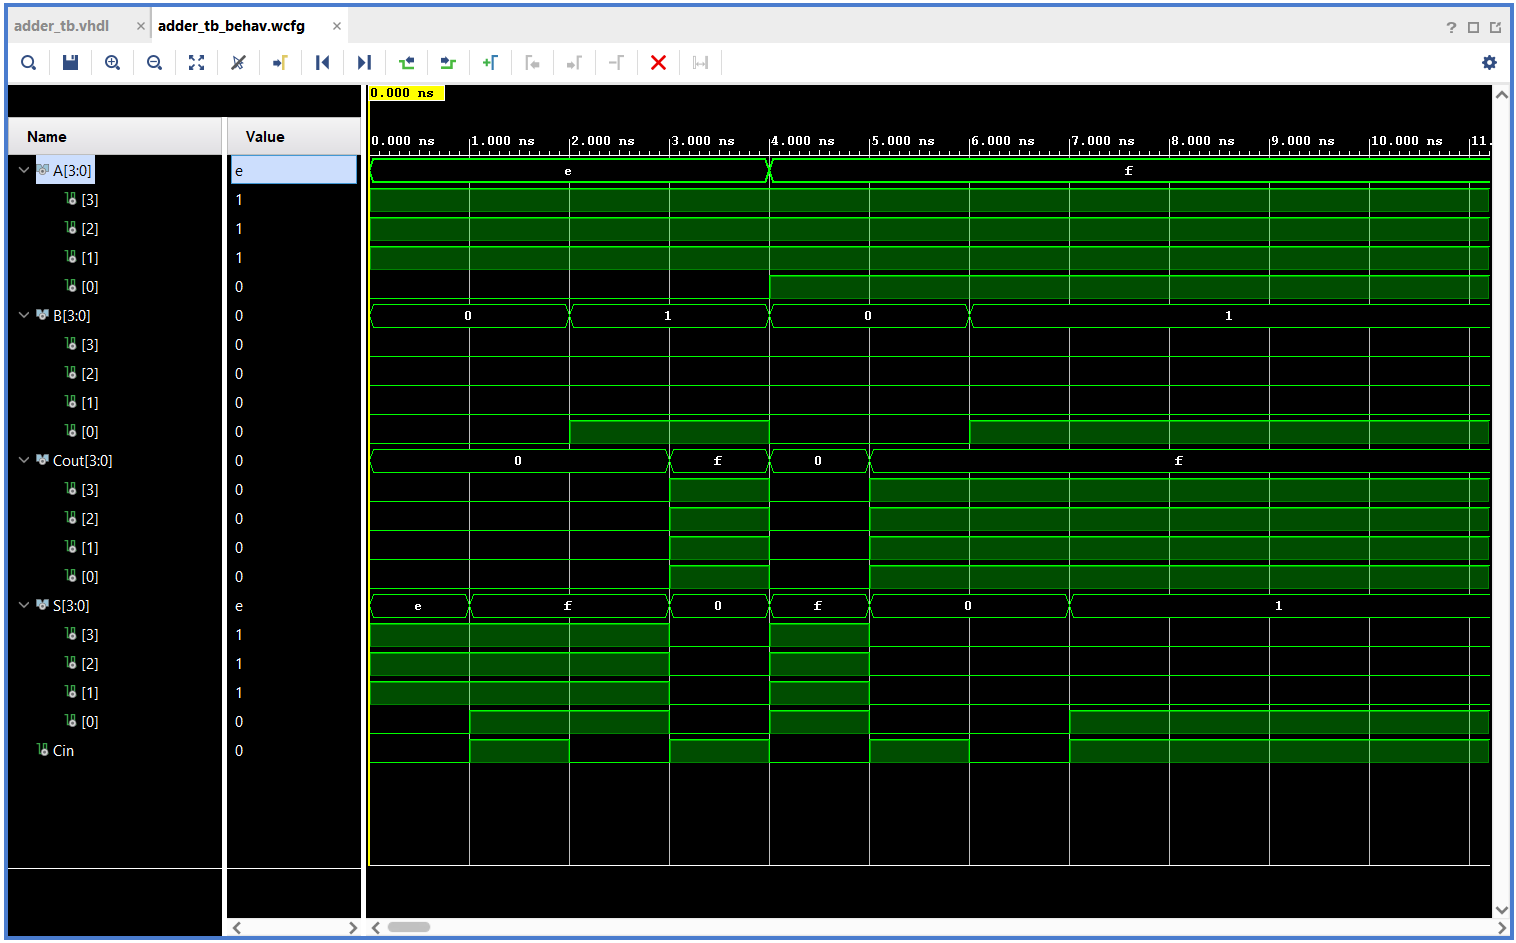 adder_tb.vhdl × adder_tb_behav.wcfg ×
?
0.000 ns
Name Value
0.000 ns 1.000 ns 2.000 ns 3.000 ns 4.000 ns 5.000 ns 6.000 ns 7.000 ns 8.000 ns 9.000 ns 10.000 ns 11.
A[3:0] e e f
[3] 1
[2] 1
[1] 1
[0] 0
B[3:0] 0 0 1 0 1
[3] 0
[2] 0
[1] 0
[0] 0
Cout[3:0] 0 0 f 0 f
[3] 0
[2] 0
[1] 0
[0] 0
S[3:0] e e f 0 f 0 1
[3] 1
[2] 1
[1] 1
[0] 0
Cin 0